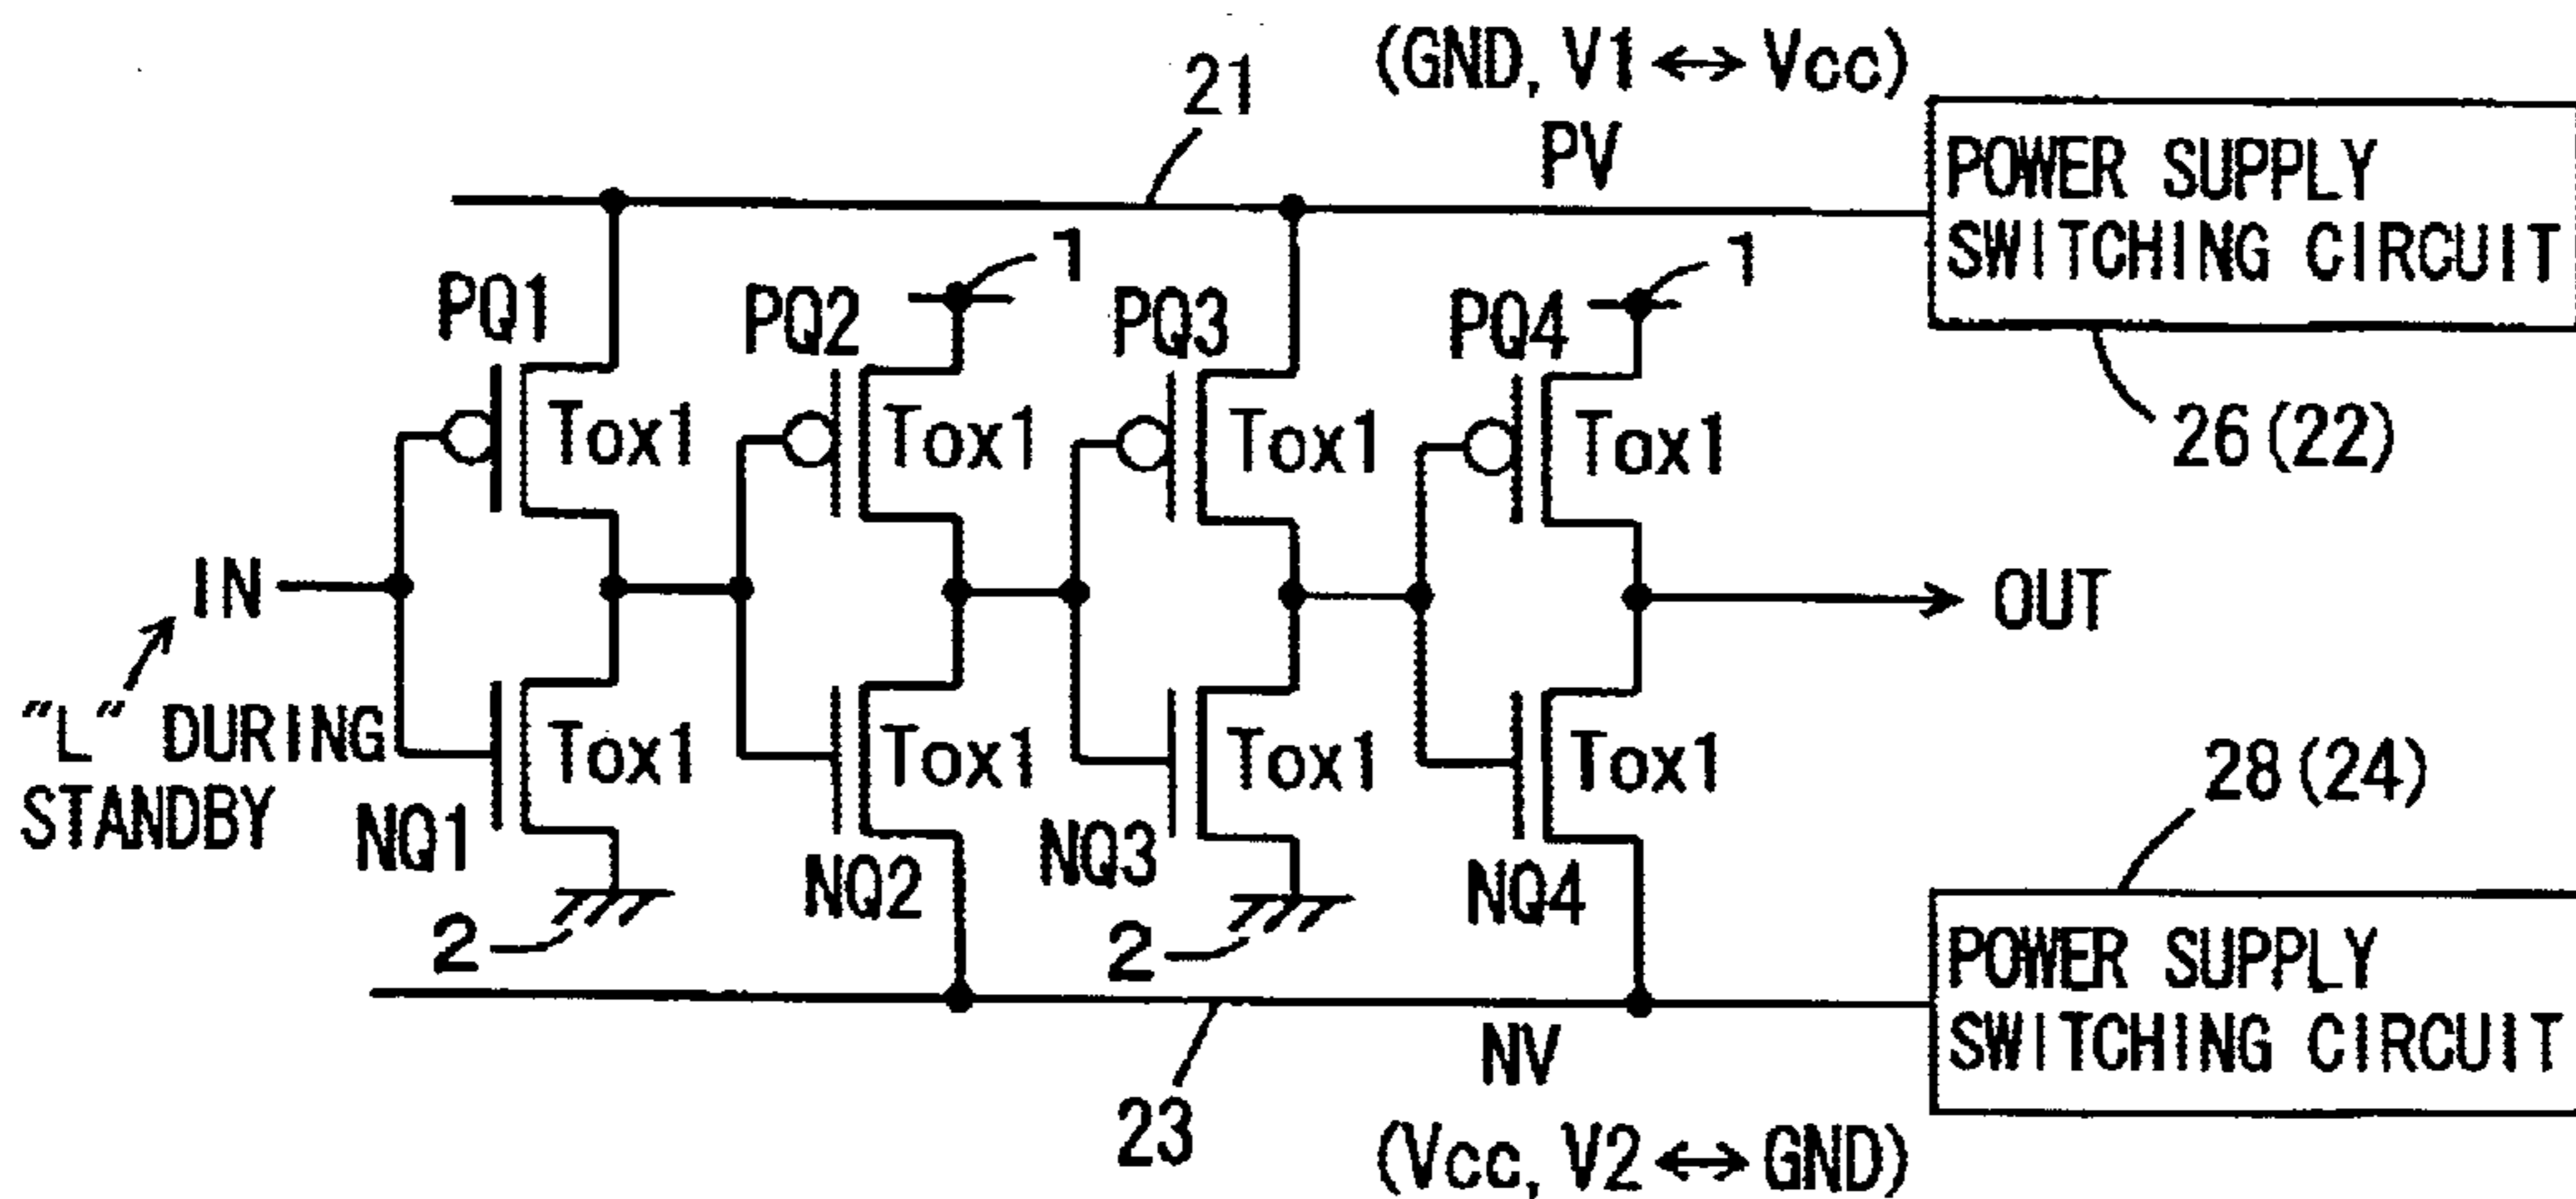 (GND, V1 ↔ Vcc)
21
PV
POWER SUPPLY
SWITCHING CIRCUIT
1
1
PQ1
PQ2
PQ3
PQ4
Tox1
Tox1
Tox1
Tox1
26 (22)
IN
OUT
"L" DURING
STANDBY
Tox1
Tox1
Tox1
Tox1
28 (24)
NQ1
NQ2
NQ3
NQ4
2
2
POWER SUPPLY
SWITCHING CIRCUIT
NV
23
(Vcc, V2 ↔ GND)